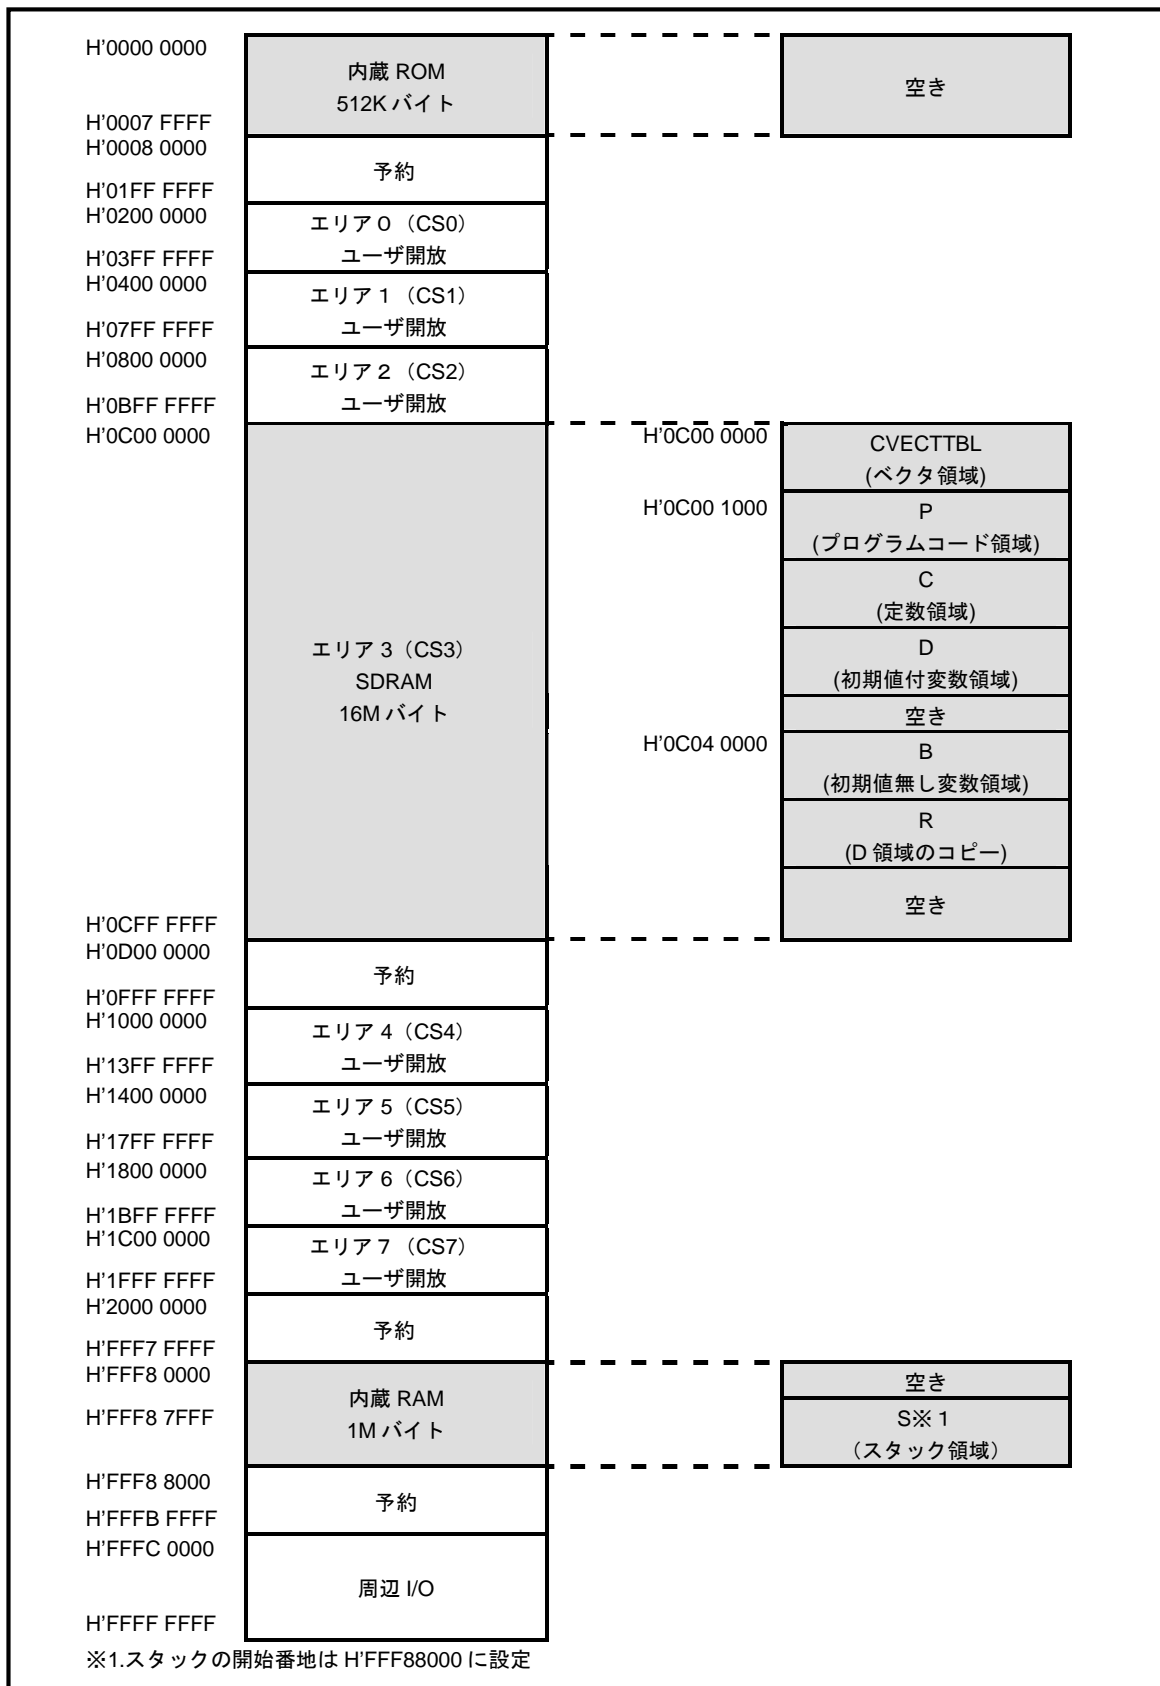 H'0000 0000
内蔵 ROM
512K バイト
空き
H'0007 FFFF
H'0008 0000
予約
H'01FF FFFF
H'0200 0000
エリア 0 (CS0)
ユーザ開放
H'03FF FFFF
H'0400 0000
エリア 1 (CS1)
ユーザ開放
H'07FF FFFF
H'0800 0000
エリア 2 (CS2)
ユーザ開放
H'0BFF FFFF
H'0C00 0000
エリア 3 (CS3)
SDRAM
16M バイト
H'0C00 0000
CVECTTBL
(ベクタ領域)
H'0C00 1000
P
(プログラムコード領域)
C
(定数領域)
D
(初期値付変数領域)
空き
H'0C04 0000
B
(初期値無し変数領域)
R
(D 領域のコピー)
空き
H'0CFF FFFF
H'0D00 0000
予約
H'0FFF FFFF
H'1000 0000
エリア 4 (CS4)
ユーザ開放
H'13FF FFFF
H'1400 0000
エリア 5 (CS5)
ユーザ開放
H'17FF FFFF
H'1800 0000
エリア 6 (CS6)
ユーザ開放
H'1BFF FFFF
H'1C00 0000
エリア 7 (CS7)
ユーザ開放
H'1FFF FFFF
H'2000 0000
予約
H'FFF7 FFFF
H'FFF8 0000
内蔵 RAM
1M バイト
空き
S※1
(スタック領域)
H'FFF8 7FFF
H'FFF8 8000
予約
H'FFFB FFFF
H'FFFC 0000
周辺 I/O
H'FFFF FFFF
※1.スタックの開始番地は H'FFF88000 に設定